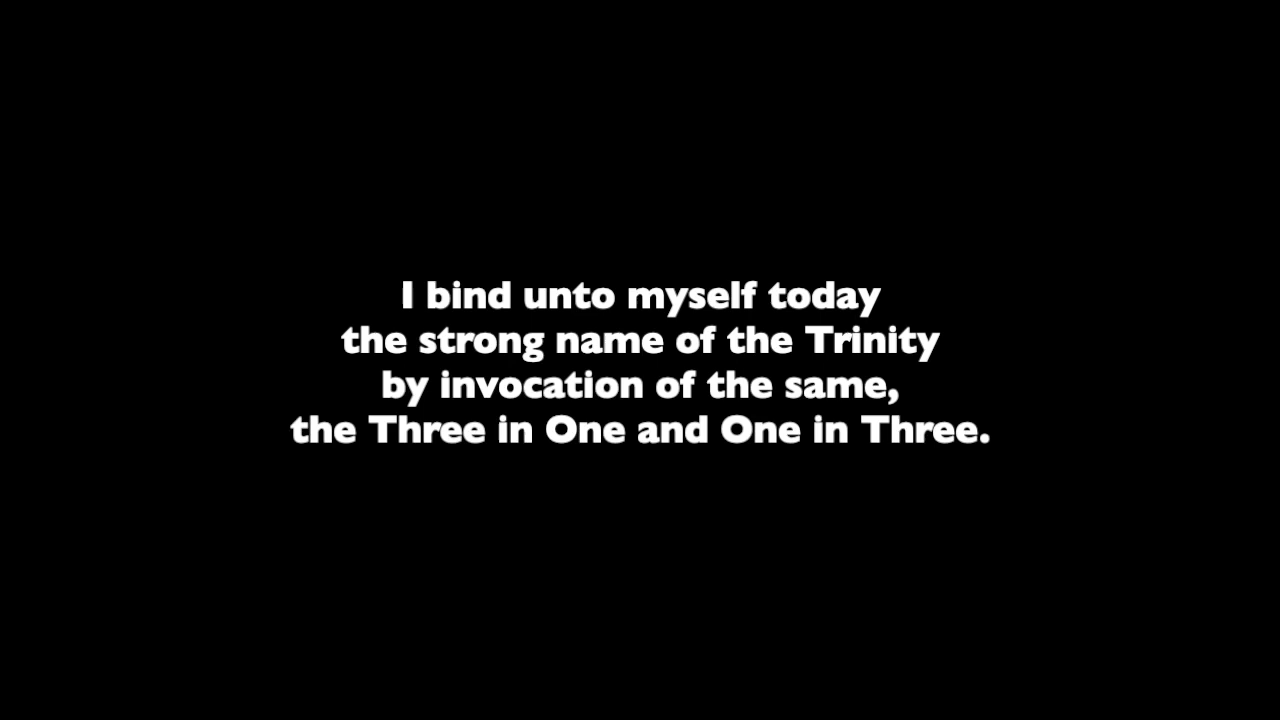 I bind unto myself today
the strong name of the Trinity
by invocation of the same,
the Three in One and One in Three.